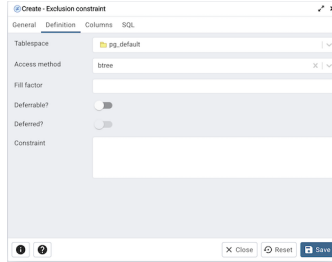 Create - Exclusion constraint
General Definition Columns SQL
Tablespace pg_default
Access method btree
Fill factor
Deferrable?
Deferred?
Constraint
Close Reset Save